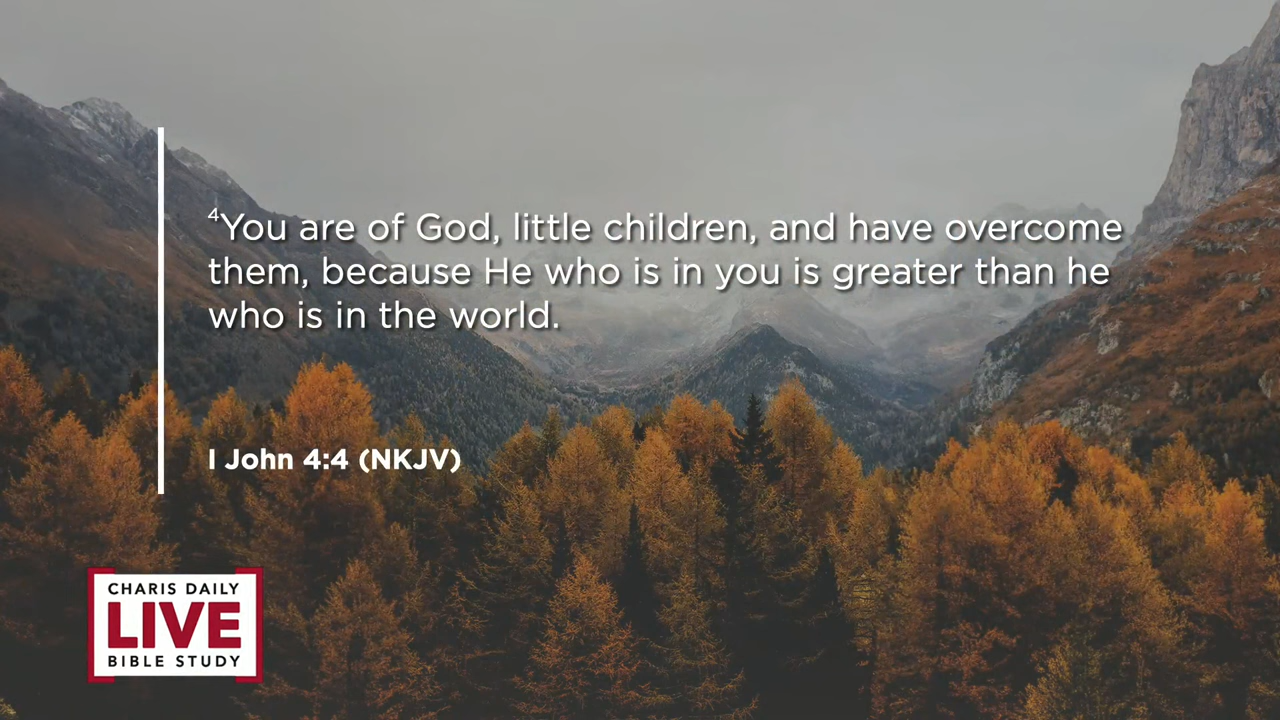 ⁴You are of God, little children, and have overcome
them, because He who is in you is greater than he
who is in the world.
I John 4:4 (NKJV)
CHARIS DAILY
LIVE
BIBLE STUDY